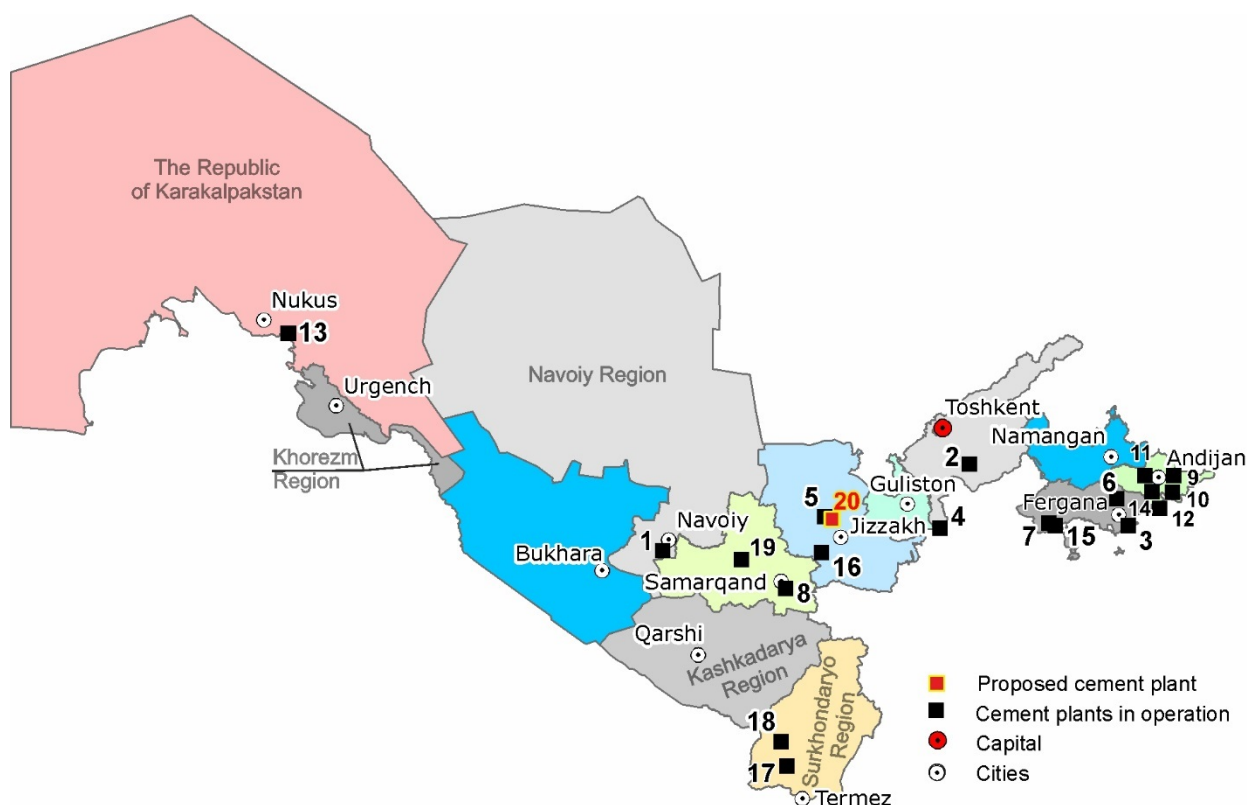 The Republic
of Karakalpakstan
Nukus
13
Urgench
Khorezm
Region
Navoiy Region
Toshkent
2
Namangan
11
Andijan
9
6
10
Fergana
14
12
7
15
3
Guliston
4
5
20
Jizzakh
16
Navoiy
1
19
Bukhara
Samarqand
8
Qarshi
Kashkadarya
Region
Surkhondaryo
Region
18
17
Termez
Proposed cement plant
Cement plants in operation
Capital
Cities